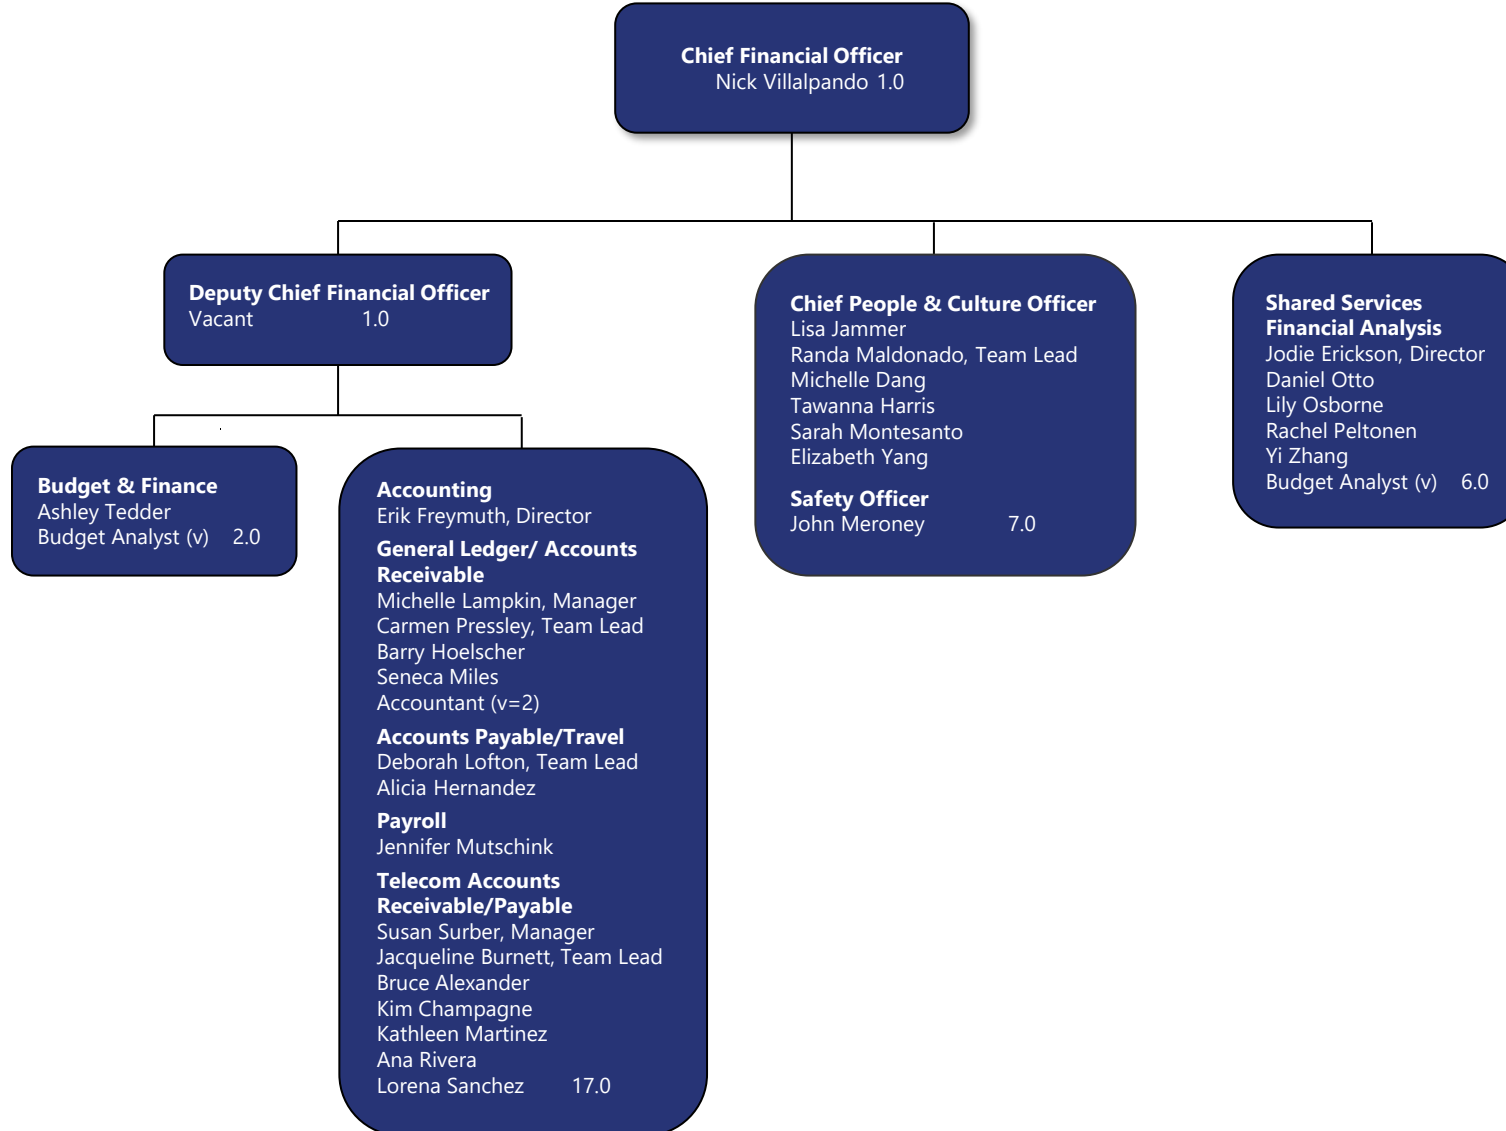 Chief Financial Officer
Nick Villalpando 1.0
Deputy Chief Financial Officer
Vacant 1.0
Budget & Finance
Ashley Tedder
Budget Analyst (v) 2.0
Accounting
Erik Freymuth, Director
General Ledger/ Accounts
Receivable
Michelle Lampkin, Manager
Carmen Pressley, Team Lead
Barry Hoelscher
Seneca Miles
Accountant (v=2)
Accounts Payable/Travel
Deborah Lofton, Team Lead
Alicia Hernandez
Payroll
Jennifer Mutschink
Telecom Accounts
Receivable/Payable
Susan Surber, Manager
Jacqueline Burnett, Team Lead
Bruce Alexander
Kim Champagne
Kathleen Martinez
Ana Rivera
Lorena Sanchez 17.0
Chief People & Culture Officer
Lisa Jammer
Randa Maldonado, Team Lead
Michelle Dang
Tawanna Harris
Sarah Montesanto
Elizabeth Yang
Safety Officer
John Meroney 7.0
Shared Services
Financial Analysis
Jodie Erickson, Director
Daniel Otto
Lily Osborne
Rachel Peltonen
Yi Zhang
Budget Analyst (v) 6.0